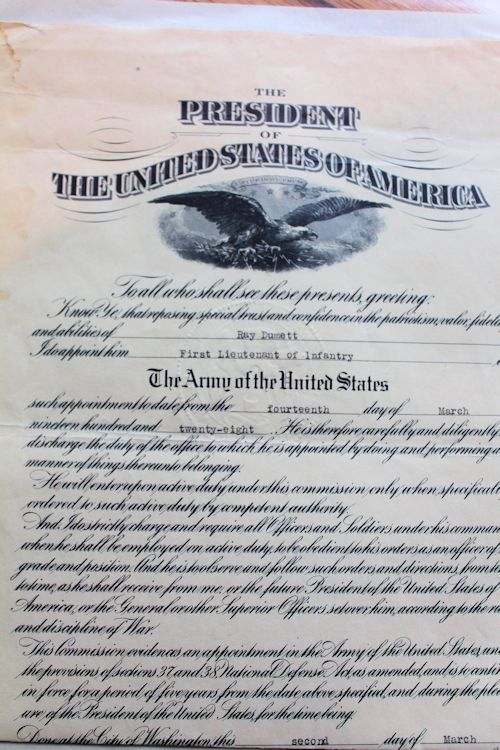 THE
PRESIDENT
OF
THE UNITED STATES OF AMERICA
To all who shall see these presents, greeting:
Know Ye, that reposing special trust and confidence in the patriotism, valor, fidel
and abilities of Ray Dumett
I do appoint him First Lieutenant of Infantry
The Army of the United States
such appointment to date from the fourteenth day of March
nineteen hundred and twenty-eight . He is therefore carefully and diligently
discharge the duty of the office to which he is appointed by doing and performing a
manner of things thereunto belonging.
He will enter upon active duty under this commission only when specifical
ordered to such active duty by competent authority.
And I do strictly charge and require all Officers and Soldiers under his comman
when he shall be employed on active duty, to be obedient to his orders as an officer of
grade and position. And he is to observe and follow such orders and directions, from
to time, as he shall receive from me, or the future President of the United States of
America, or the General or other Superior Officers set over him, according to the
and discipline of War.
This Commission evidences an appointment in the Army of the United States, und
the provisions of sections 37 and 38 National Defense Act, as amended, and is to contin
in force for a period of five years from the date above specified, and during the ple
ure of the President of the United States, for the time being.
Done at the City of Washington, this second day of March